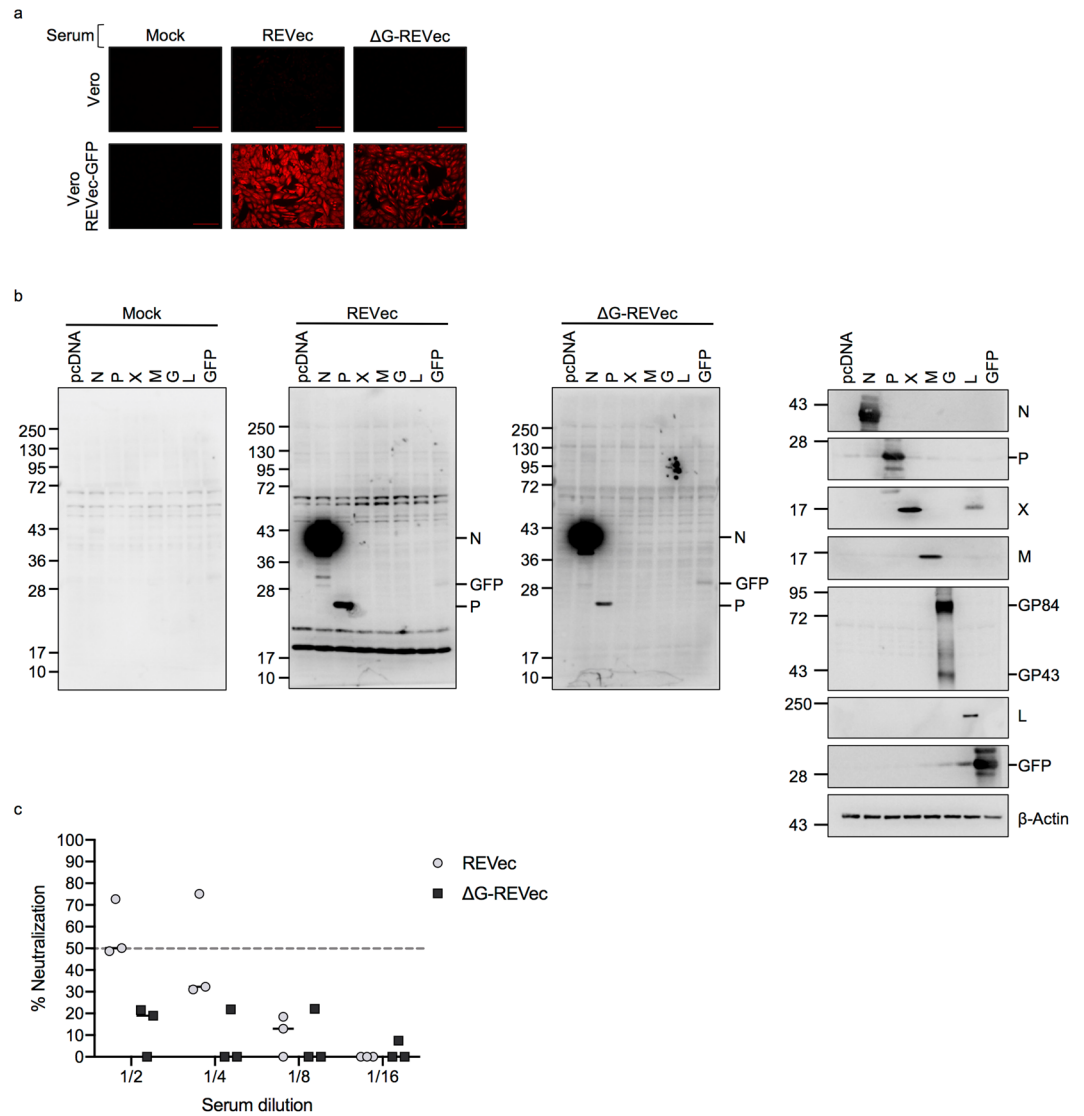 a
Serum
Mock
REVec
ΔG-REVec
Vero
Vero
REVec-GFP
b
Mock
REVec
ΔG-REVec
pcDNA
N
P
X
M
G
L
GFP
pcDNA
N
P
X
M
G
L
GFP
pcDNA
N
P
X
M
G
L
GFP
pcDNA
N
P
X
M
G
L
GFP
250
130
95
72
43
36
28
17
10
250
130
95
72
43
36
28
17
10
N
GFP
P
250
130
95
72
43
36
28
17
10
N
GFP
P
43
N
28
P
17
X
17
M
95
72
43
GP84
GP43
250
L
28
GFP
43
β-Actin
c
% Neutralization
100
90
80
70
60
50
40
30
20
10
0
1/2
1/4
1/8
1/16
Serum dilution
REVec
ΔG-REVec